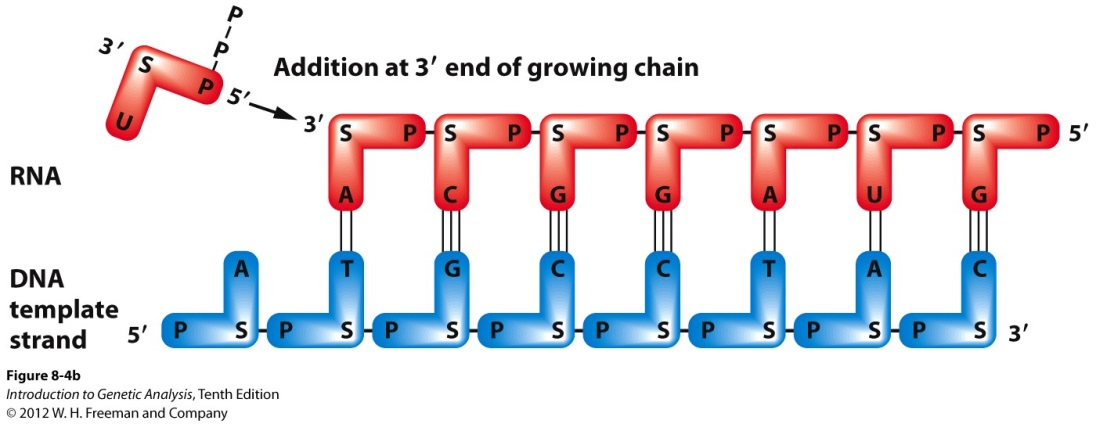 P
P
3′ S P 5′
U
Addition at 3′ end of growing chain
3′ S P S P S P S P S P S P S P 5′
RNA
A C G G A U G
A T G C C T A C
DNA
template
strand
5′ P S P S P S P S P S P S P S P S 3′
Figure 8-4b
Introduction to Genetic Analysis, Tenth Edition
© 2012 W. H. Freeman and Company